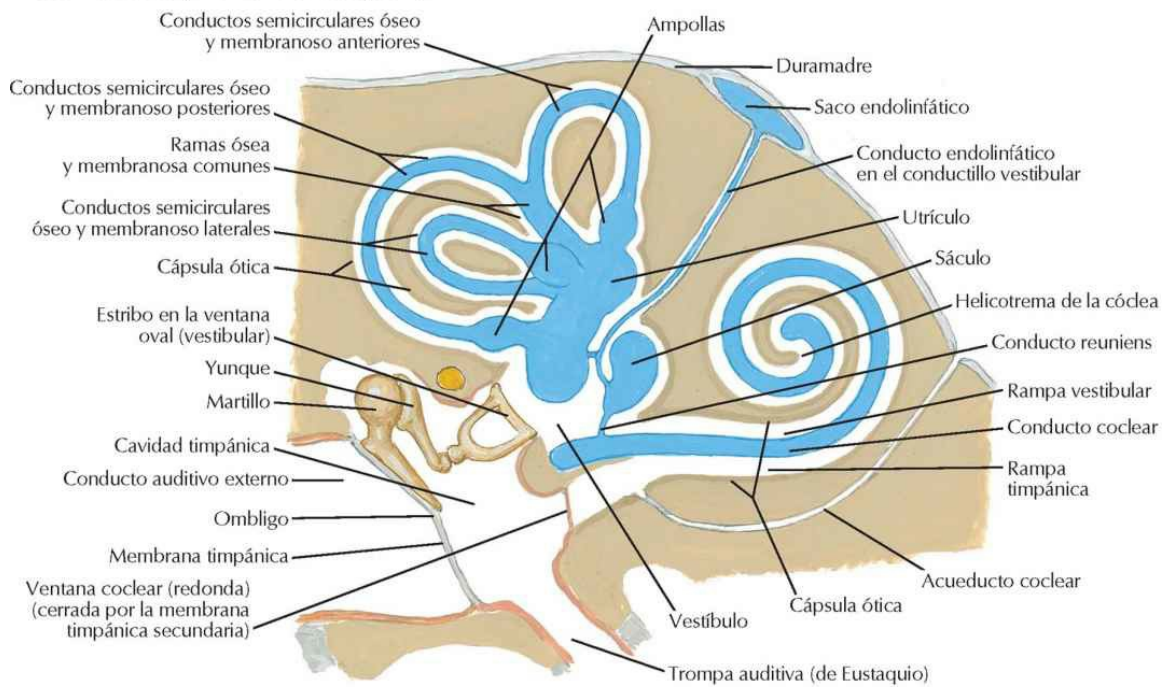 Conductos semicirculares óseo
y membranoso anteriores
Conductos semicirculares óseo
y membranoso posteriores
Ramas ósea
y membranosa comunes
Conductos semicirculares
óseo y membranoso laterales
Cápsula ótica
Estribo en la ventana
oval (vestibular)
Yunque
Martillo
Cavidad timpánica
Conducto auditivo externo
Ombligo
Membrana timpánica
Ventana coclear (redonda)
(cerrada por la membrana
timpánica secundaria)
Ampollas
Duramadre
Saco endolinfático
Conducto endolinfático
en el conductillo vestibular
Utrículo
Sáculo
Helicotrema de la cóclea
Conducto reuniens
Rampa vestibular
Conducto coclear
Rampa
timpánica
Acueducto coclear
Cápsula ótica
Vestíbulo
Trompa auditiva (de Eustaquio)